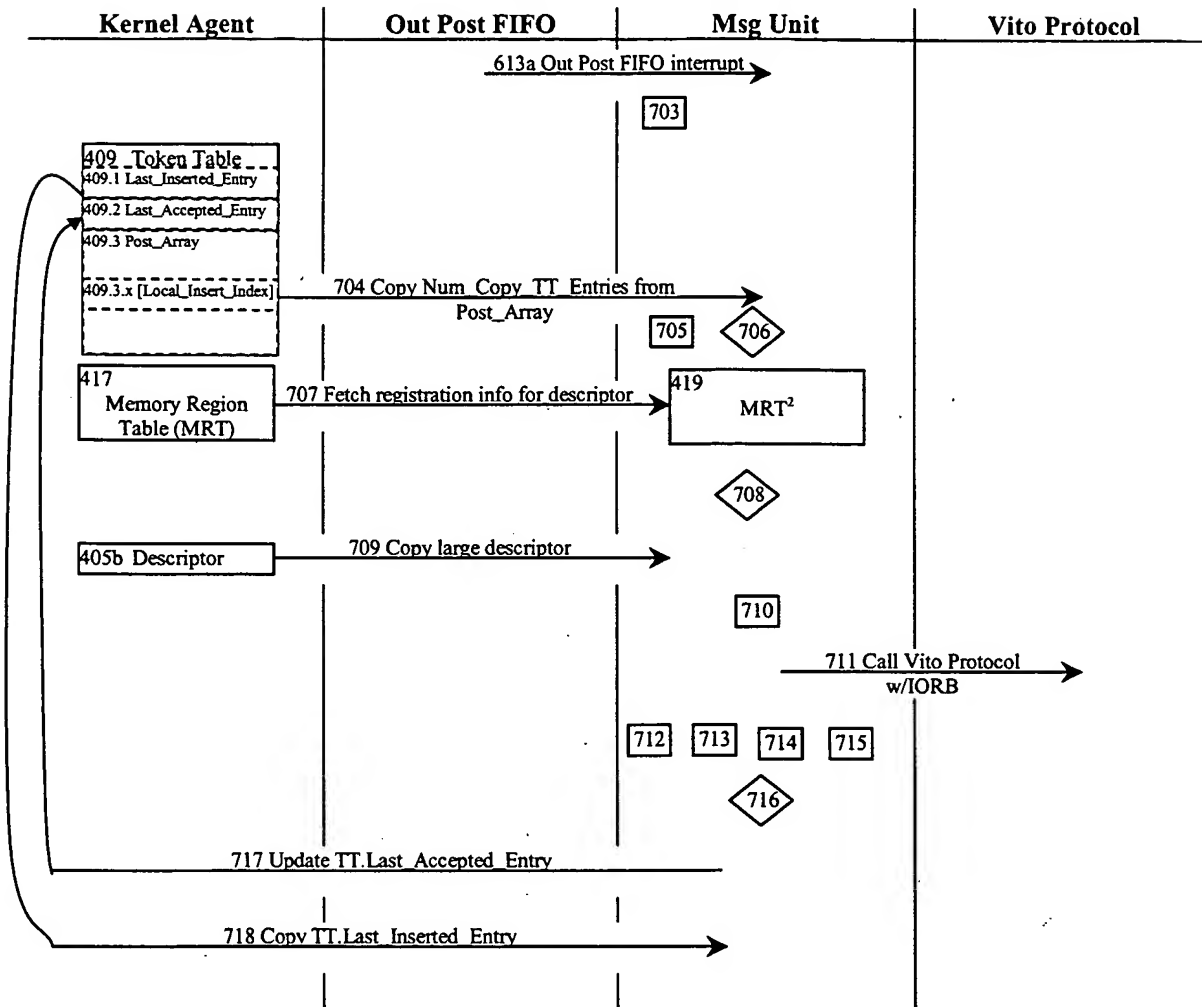 Kernel Agent Out Post FIFO Msg Unit Vito Protocol
613a Out Post FIFO interrupt
703
409 Token Table
409.1 Last_Inserted_Entry
409.2 Last_Accepted_Entry
409.3 Post_Array
409.3.x [Local_Insert_Index]
704 Copy Num_Copy_TT_Entries from
Post_Array
705 706
417
Memory Region
Table (MRT)
707 Fetch registration info for descriptor
419
MRT²
708
405b Descriptor
709 Copy large descriptor
710
711 Call Vito Protocol
w/IORB
712 713 714 715
716
717 Update TT.Last_Accepted_Entry
718 Copy TT.Last_Inserted_Entry